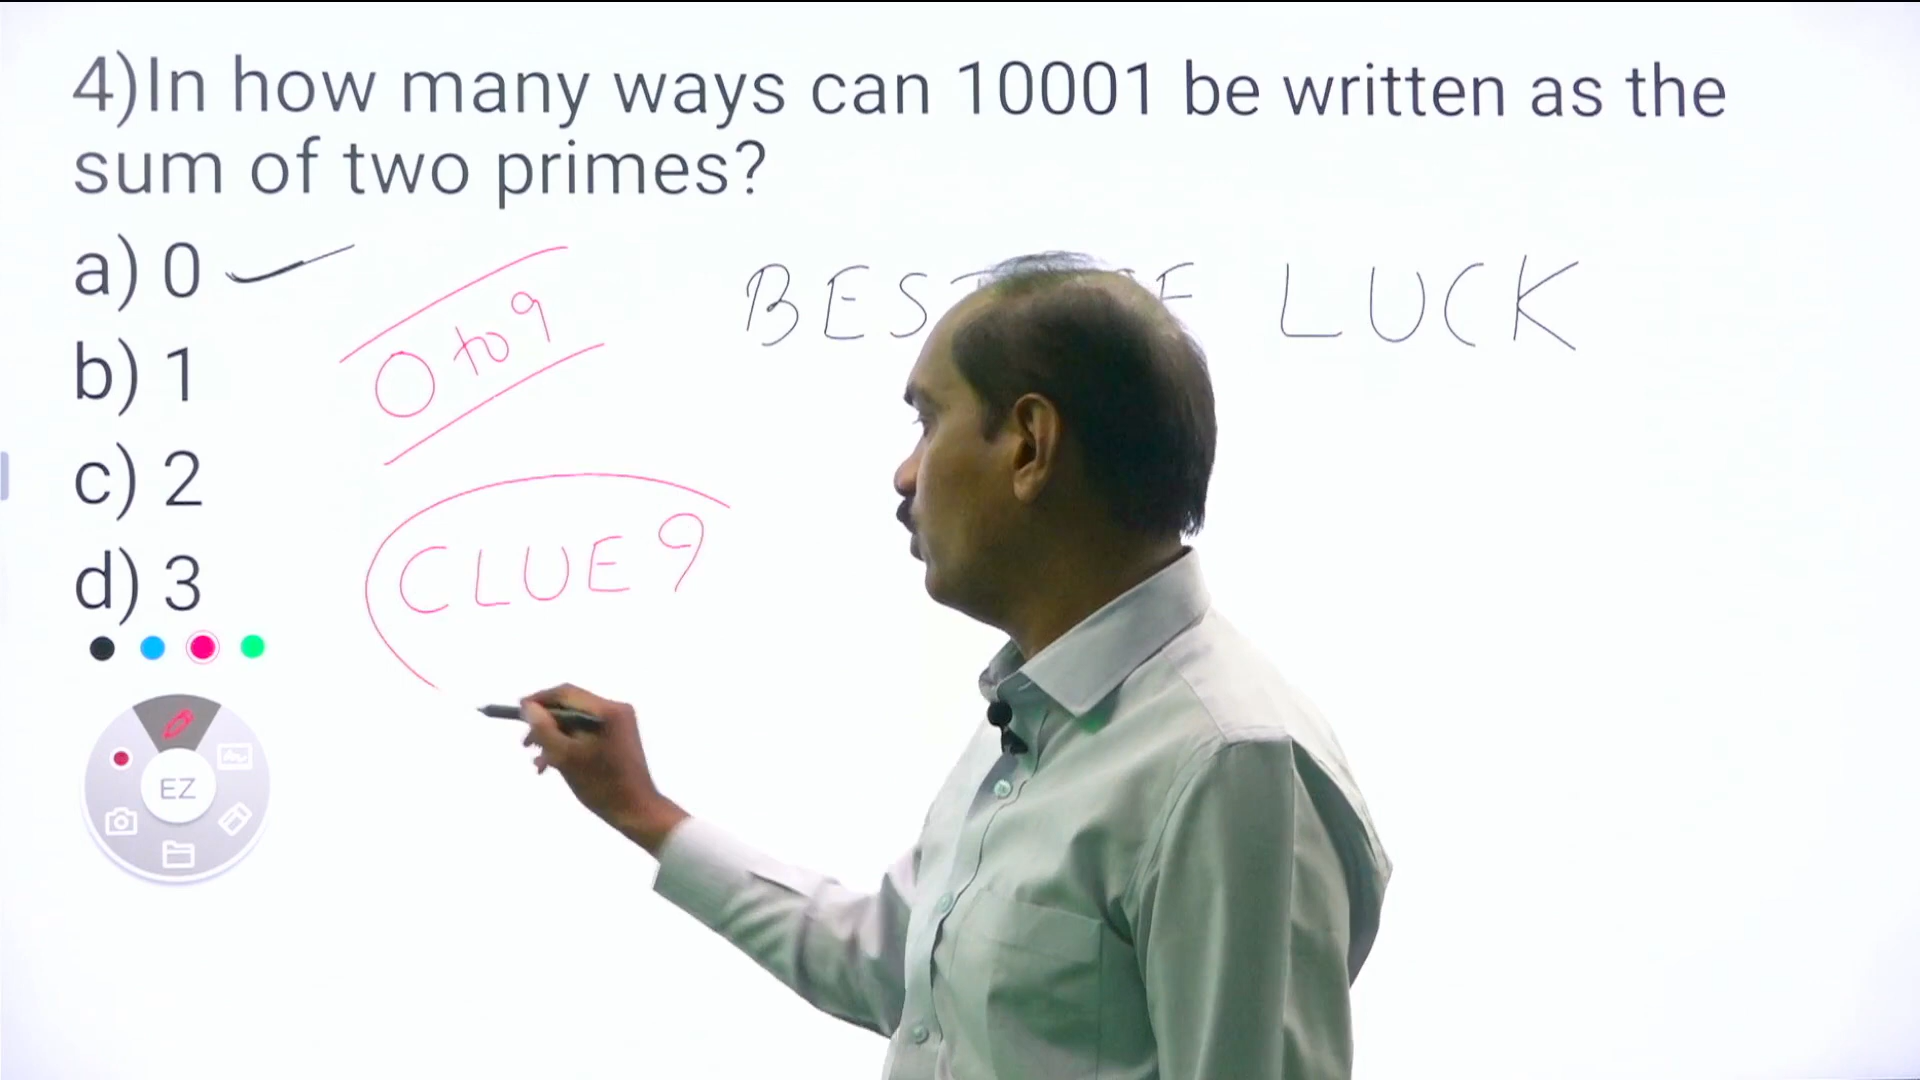 4)In how many ways can 10001 be written as the
sum of two primes?
a) 0
b) 1
c) 2
d) 3
0 to 9
BEST LUCK
CLUE 9
EZ